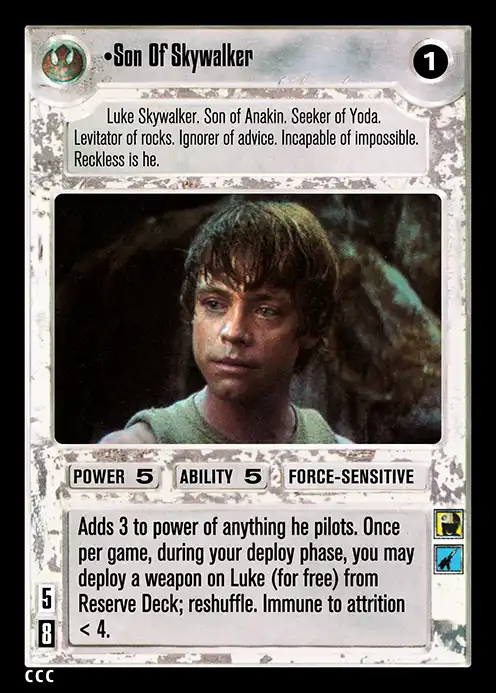 •Son Of Skywalker
1
Luke Skywalker. Son of Anakin. Seeker of Yoda.
Levitator of rocks. Ignorer of advice. Incapable of impossible.
Reckless is he.
POWER 5 ABILITY 5 FORCE-SENSITIVE
Adds 3 to power of anything he pilots. Once
per game, during your deploy phase, you may
deploy a weapon on Luke (for free) from
Reserve Deck; reshuffle. Immune to attrition
< 4.
5
8
CCC